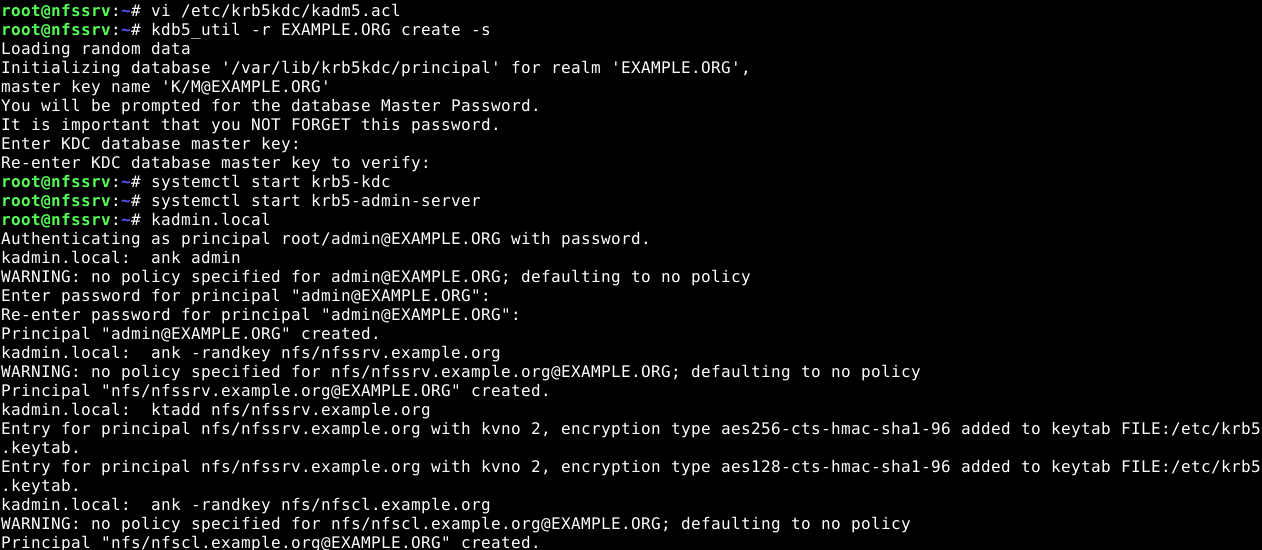 root@nfssrv:~# vi /etc/krb5kdc/kadm5.acl
root@nfssrv:~# kdb5_util -r EXAMPLE.ORG create -s
Loading random data
Initializing database '/var/lib/krb5kdc/principal' for realm 'EXAMPLE.ORG',
master key name 'K/M@EXAMPLE.ORG'
You will be prompted for the database Master Password.
It is important that you NOT FORGET this password.
Enter KDC database master key:
Re-enter KDC database master key to verify:
root@nfssrv:~# systemctl start krb5-kdc
root@nfssrv:~# systemctl start krb5-admin-server
root@nfssrv:~# kadmin.local
Authenticating as principal root/admin@EXAMPLE.ORG with password.
kadmin.local:  ank admin
WARNING: no policy specified for admin@EXAMPLE.ORG; defaulting to no policy
Enter password for principal "admin@EXAMPLE.ORG":
Re-enter password for principal "admin@EXAMPLE.ORG":
Principal "admin@EXAMPLE.ORG" created.
kadmin.local:  ank -randkey nfs/nfssrv.example.org
WARNING: no policy specified for nfs/nfssrv.example.org@EXAMPLE.ORG; defaulting to no policy
Principal "nfs/nfssrv.example.org@EXAMPLE.ORG" created.
kadmin.local:  ktadd nfs/nfssrv.example.org
Entry for principal nfs/nfssrv.example.org with kvno 2, encryption type aes256-cts-hmac-sha1-96 added to keytab FILE:/etc/krb5
.keytab.
Entry for principal nfs/nfssrv.example.org with kvno 2, encryption type aes128-cts-hmac-sha1-96 added to keytab FILE:/etc/krb5
.keytab.
kadmin.local:  ank -randkey nfs/nfscl.example.org
WARNING: no policy specified for nfs/nfscl.example.org@EXAMPLE.ORG; defaulting to no policy
Principal "nfs/nfscl.example.org@EXAMPLE.ORG" created.